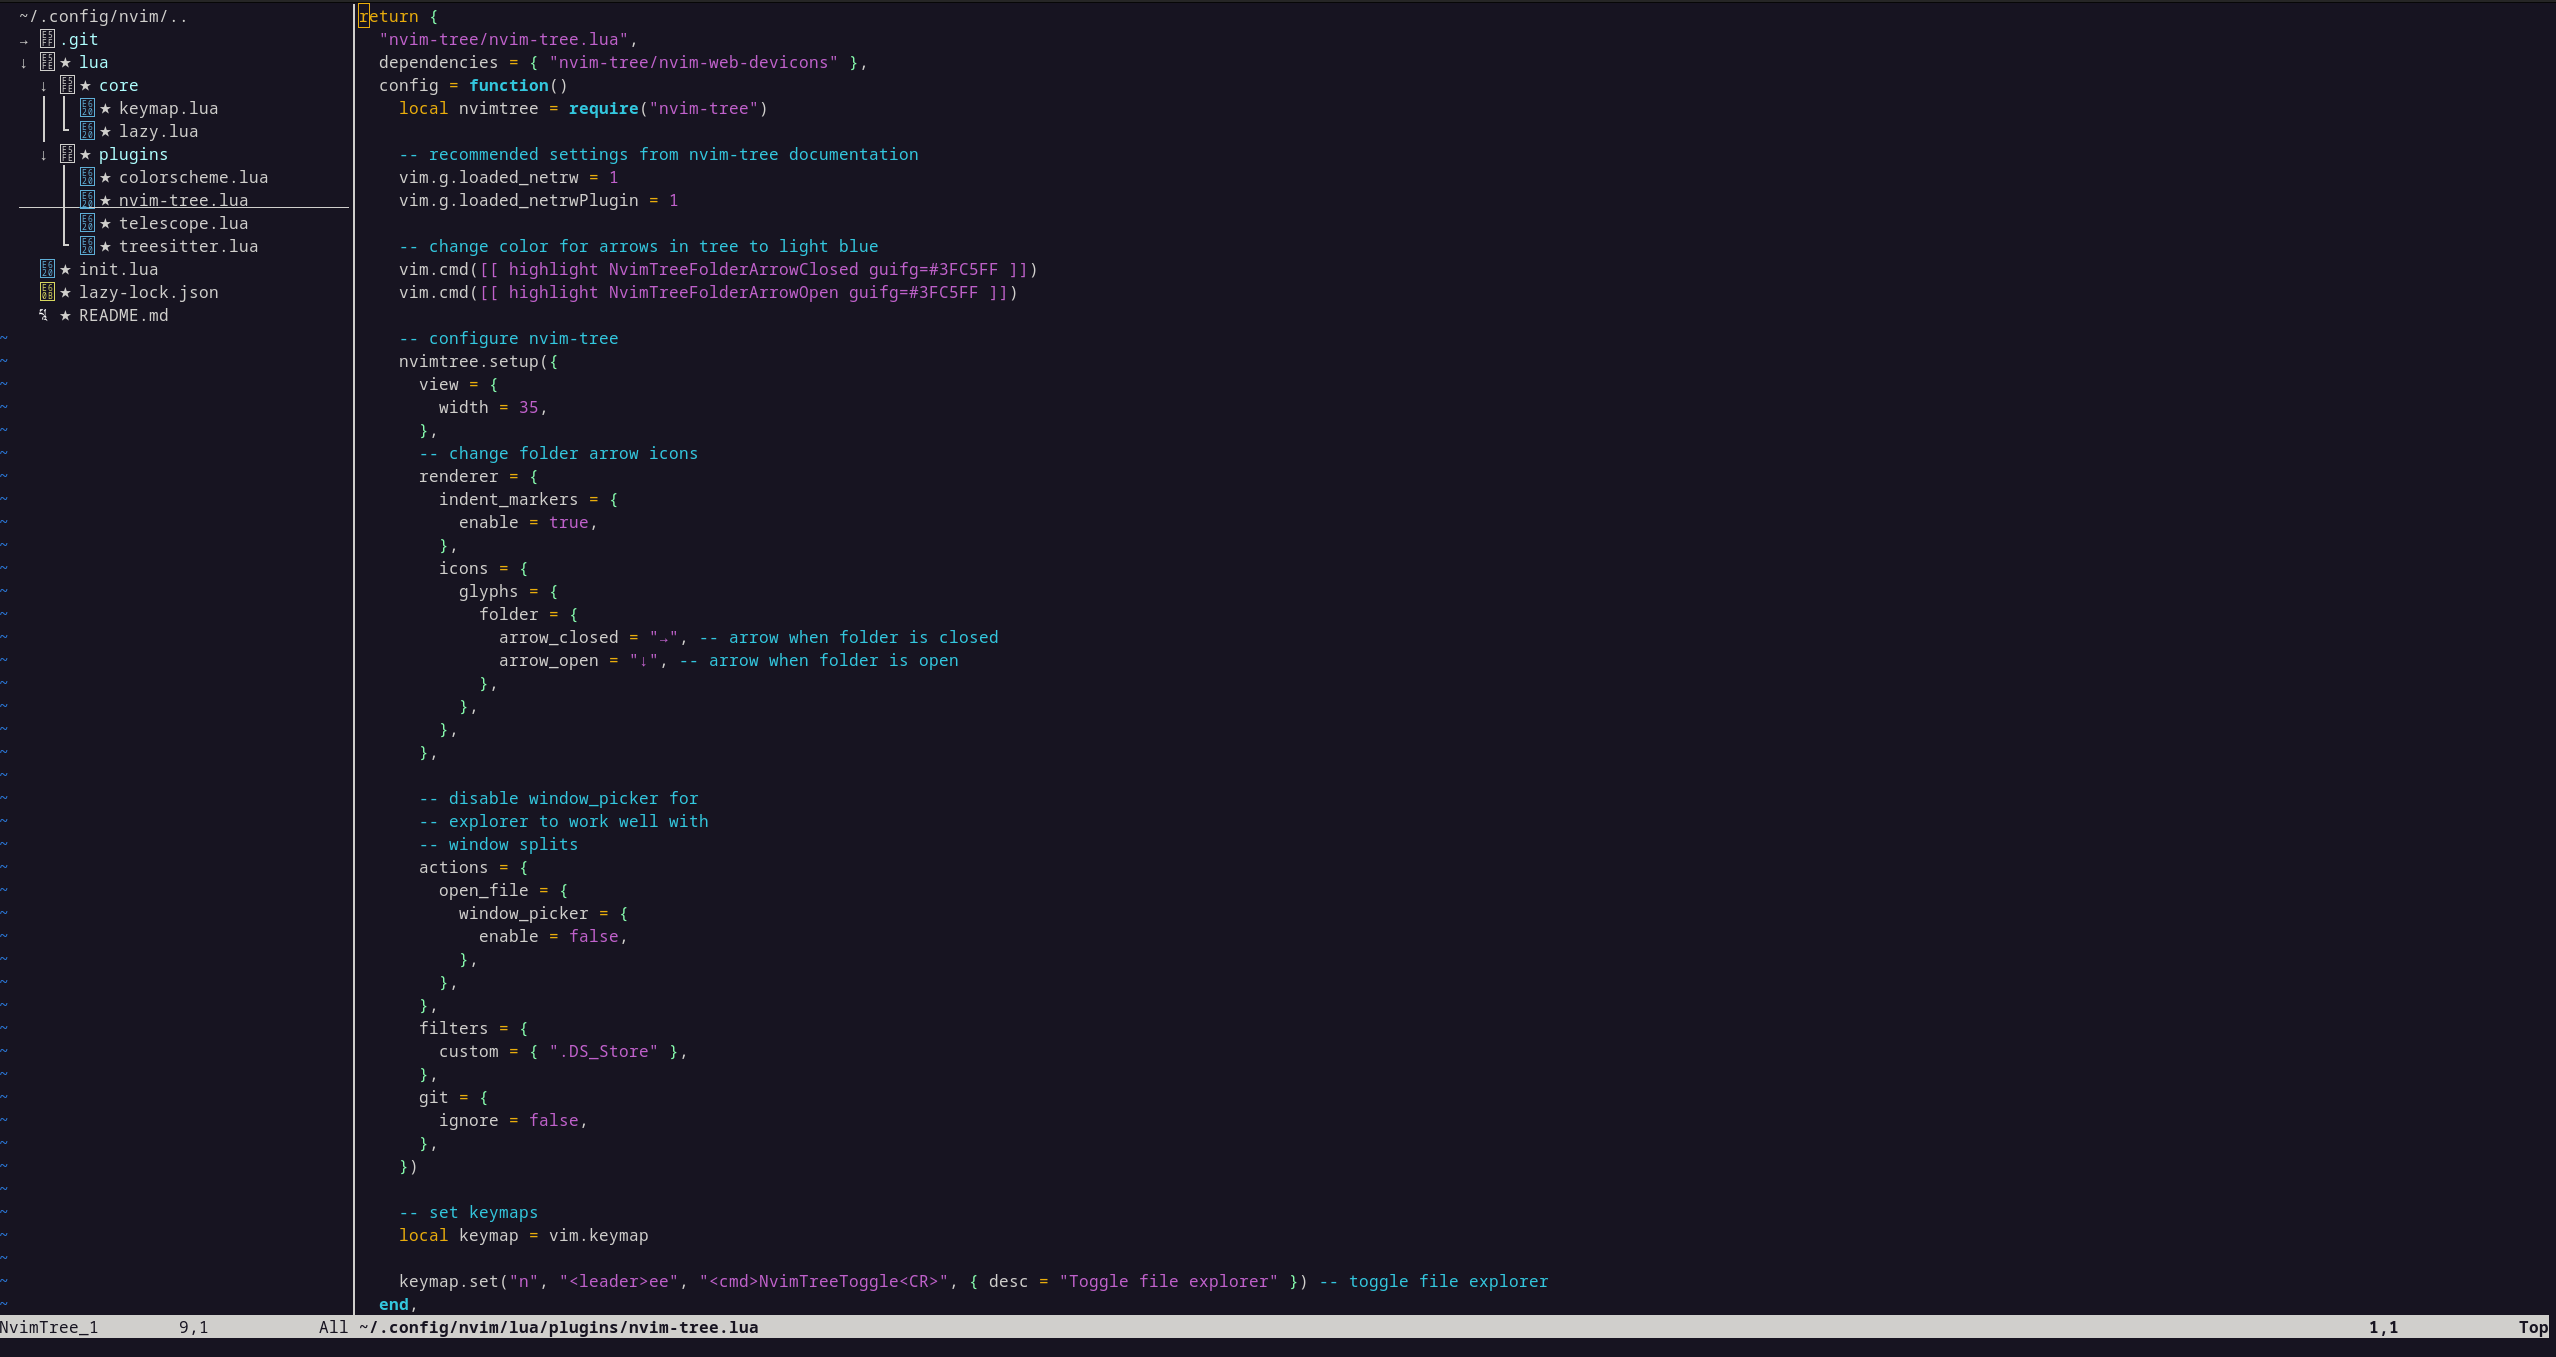 ~/.config/nvim/..
→ .git
↓ ★ lua
↓ ★ core
★ keymap.lua
★ lazy.lua
↓ ★ plugins
★ colorscheme.lua
★ nvim-tree.lua
★ telescope.lua
★ treesitter.lua
★ init.lua
★ lazy-lock.json
★ README.md
return {
  "nvim-tree/nvim-tree.lua",
  dependencies = { "nvim-tree/nvim-web-devicons" },
  config = function()
    local nvimtree = require("nvim-tree")
    -- recommended settings from nvim-tree documentation
    vim.g.loaded_netrw = 1
    vim.g.loaded_netrwPlugin = 1
    -- change color for arrows in tree to light blue
    vim.cmd([[ highlight NvimTreeFolderArrowClosed guifg=#3FC5FF ]])
    vim.cmd([[ highlight NvimTreeFolderArrowOpen guifg=#3FC5FF ]])
    -- configure nvim-tree
    nvimtree.setup({
      view = {
        width = 35,
      },
      -- change folder arrow icons
      renderer = {
        indent_markers = {
          enable = true,
        },
        icons = {
          glyphs = {
            folder = {
              arrow_closed = "→", -- arrow when folder is closed
              arrow_open = "↓", -- arrow when folder is open
            },
          },
        },
      },
      -- disable window_picker for
      -- explorer to work well with
      -- window splits
      actions = {
        open_file = {
          window_picker = {
            enable = false,
          },
        },
      },
      filters = {
        custom = { ".DS_Store" },
      },
      git = {
        ignore = false,
      },
    })
    -- set keymaps
    local keymap = vim.keymap
    keymap.set("n", "<leader>ee", "<cmd>NvimTreeToggle<CR>", { desc = "Toggle file explorer" }) -- toggle file explorer
  end,
NvimTree_1 9,1 All ~/.config/nvim/lua/plugins/nvim-tree.lua 1,1 Top